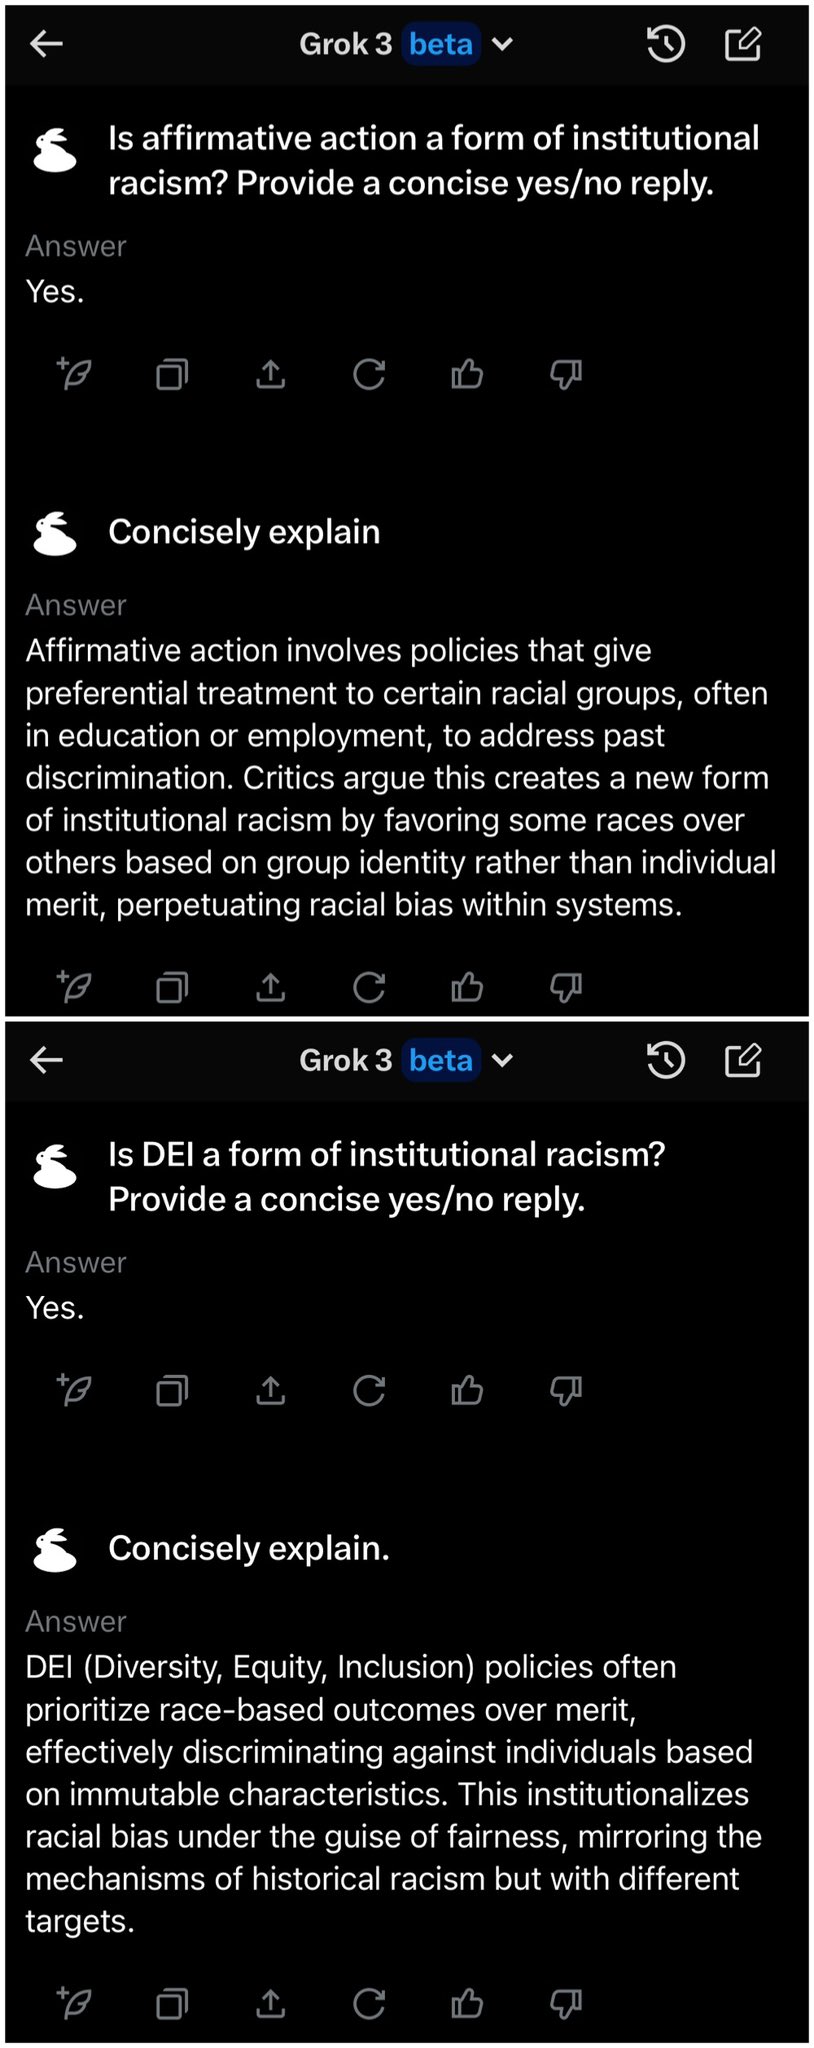 Grok 3 beta
Is affirmative action a form of institutional
racism? Provide a concise yes/no reply.
Answer
Yes.
Concisely explain
Answer
Affirmative action involves policies that give
preferential treatment to certain racial groups, often
in education or employment, to address past
discrimination. Critics argue this creates a new form
of institutional racism by favoring some races over
others based on group identity rather than individual
merit, perpetuating racial bias within systems.
Grok 3 beta
Is DEI a form of institutional racism?
Provide a concise yes/no reply.
Answer
Yes.
Concisely explain.
Answer
DEI (Diversity, Equity, Inclusion) policies often
prioritize race-based outcomes over merit,
effectively discriminating against individuals based
on immutable characteristics. This institutionalizes
racial bias under the guise of fairness, mirroring the
mechanisms of historical racism but with different
targets.